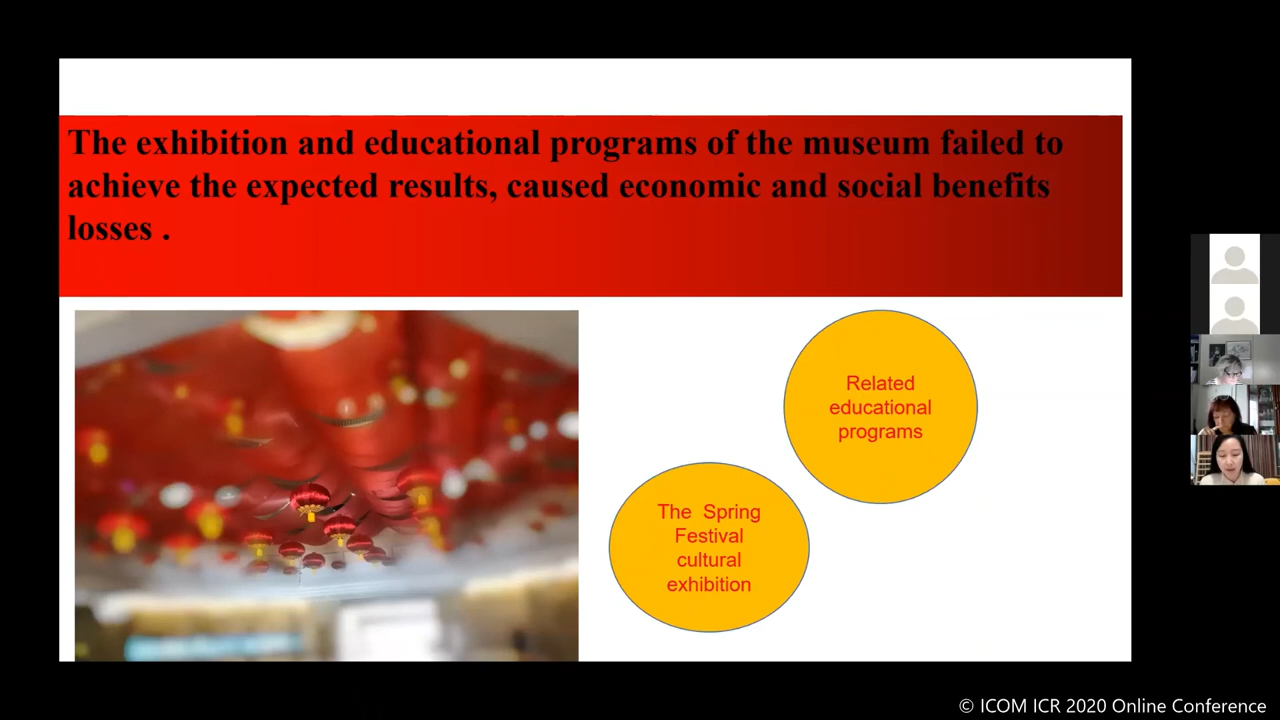 The exhibition and educational programs of the museum failed to
achieve the expected results, caused economic and social benefits
losses .
Related
educational
programs
The Spring
Festival
cultural
exhibition
© ICOM ICR 2020 Online Conference